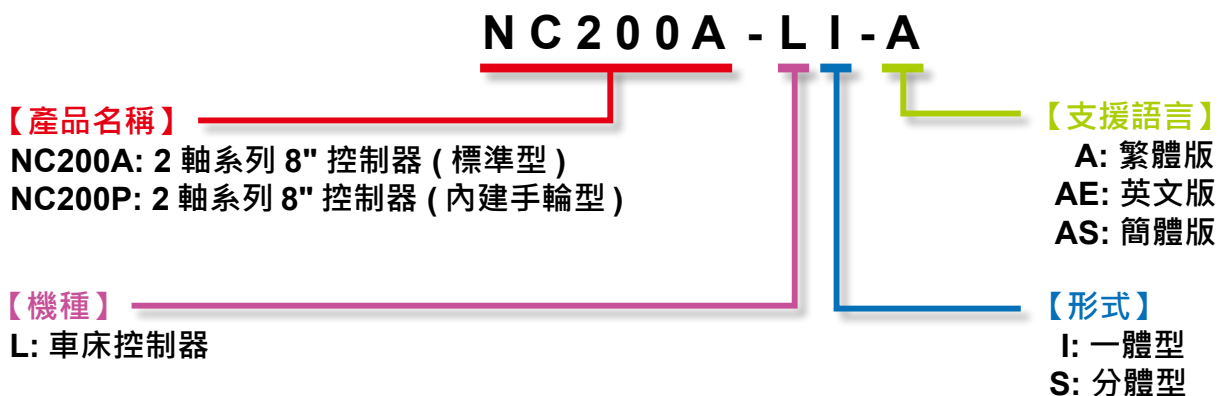 NC200A-LI-A
【產品名稱】
NC200A: 2 軸系列 8" 控制器 ( 標準型 )
NC200P: 2 軸系列 8" 控制器 ( 內建手輪型 )
【機種】
L: 車床控制器
【支援語言】
A: 繁體版
AE: 英文版
AS: 簡體版
【形式】
I: 一體型
S: 分體型